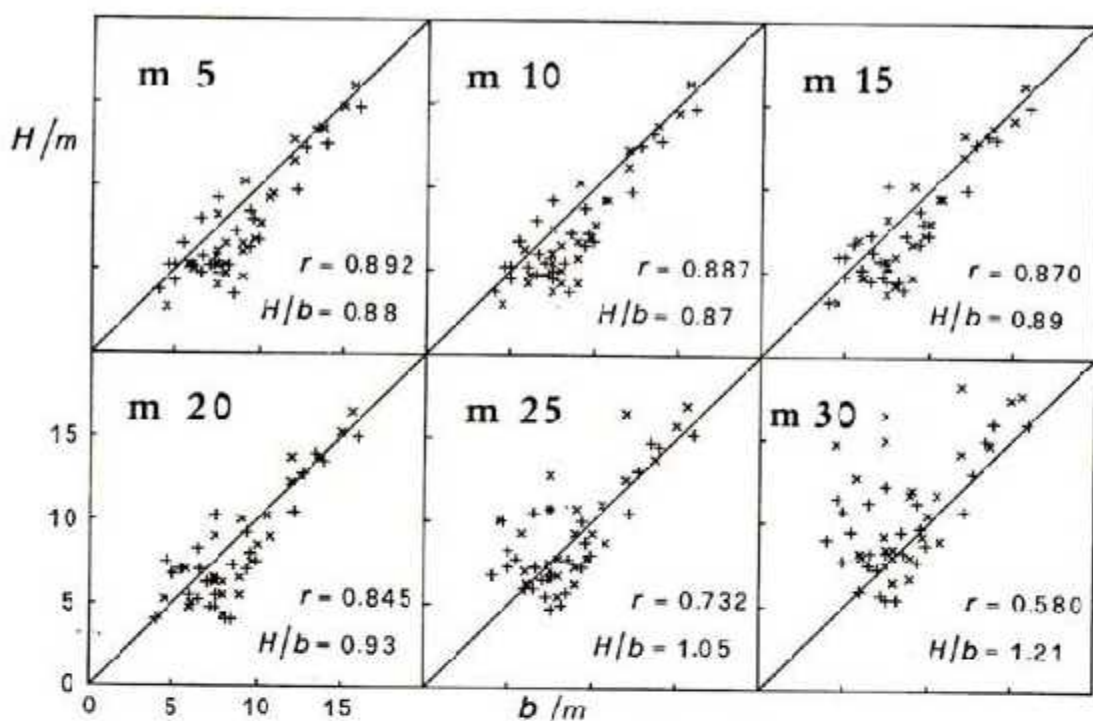 m 5
m 10
m 15
H/m
r = 0.892
H/b = 0.88
r = 0.887
H/b = 0.87
r = 0.870
H/b = 0.89
m 20
m 25
m 30
15
10
5
0
r = 0.845
H/b = 0.93
r = 0.732
H/b = 1.05
r = 0.580
H/b = 1.21
0 5 10 15
b/m